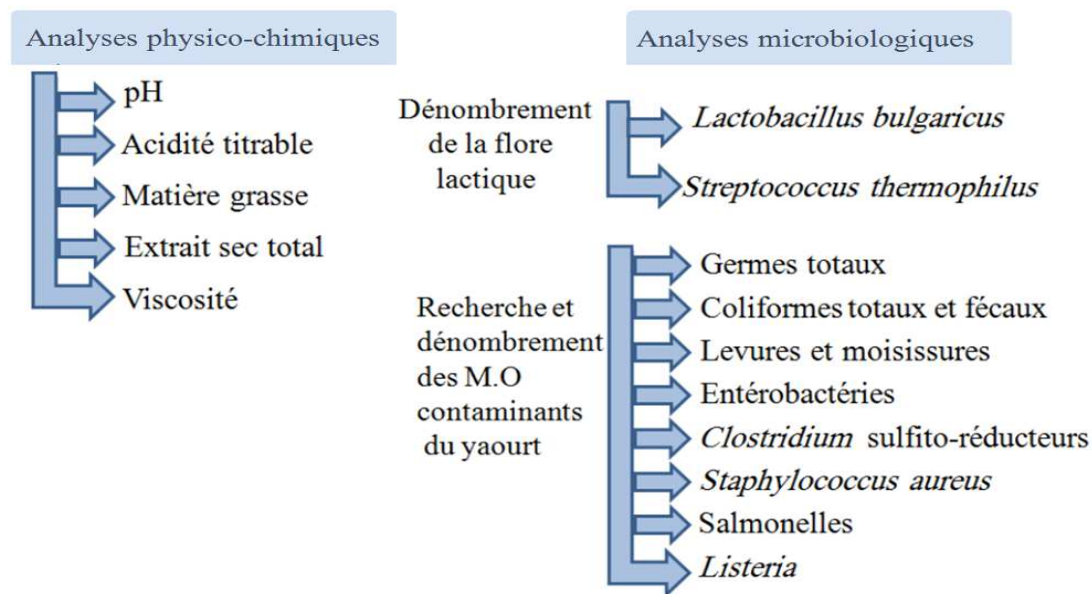 Analyses physico-chimiques
pH
Acidité titrable
Matière grasse
Extrait sec total
Viscosité
Analyses microbiologiques
Dénombrement
de la flore
lactique
Lactobacillus bulgaricus
Streptococcus thermophilus
Recherche et
dénombrement
des M.O
contaminants
du yaourt
Germes totaux
Coliformes totaux et fécaux
Levures et moisissures
Entérobactéries
Clostridium sulfito-réducteurs
Staphylococcus aureus
Salmonelles
Listeria